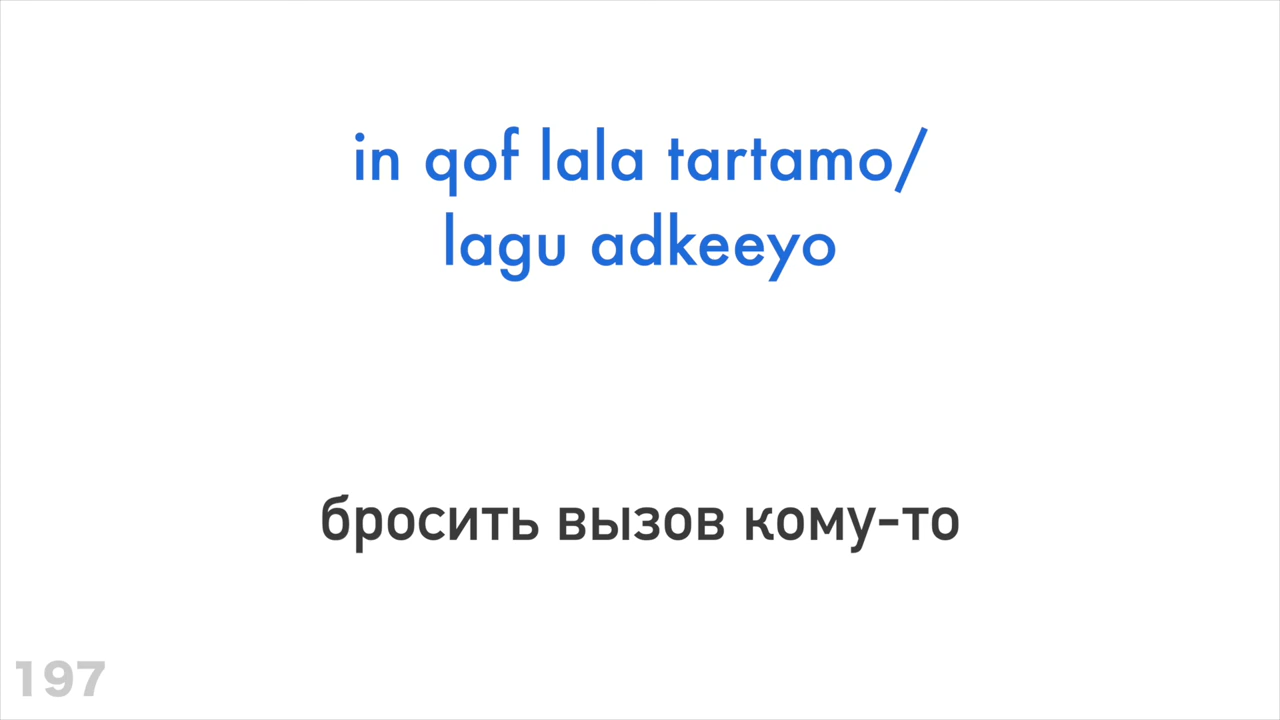 in qof lala tartamo/
lagu adkeeyo
бросить вызов кому-то
197